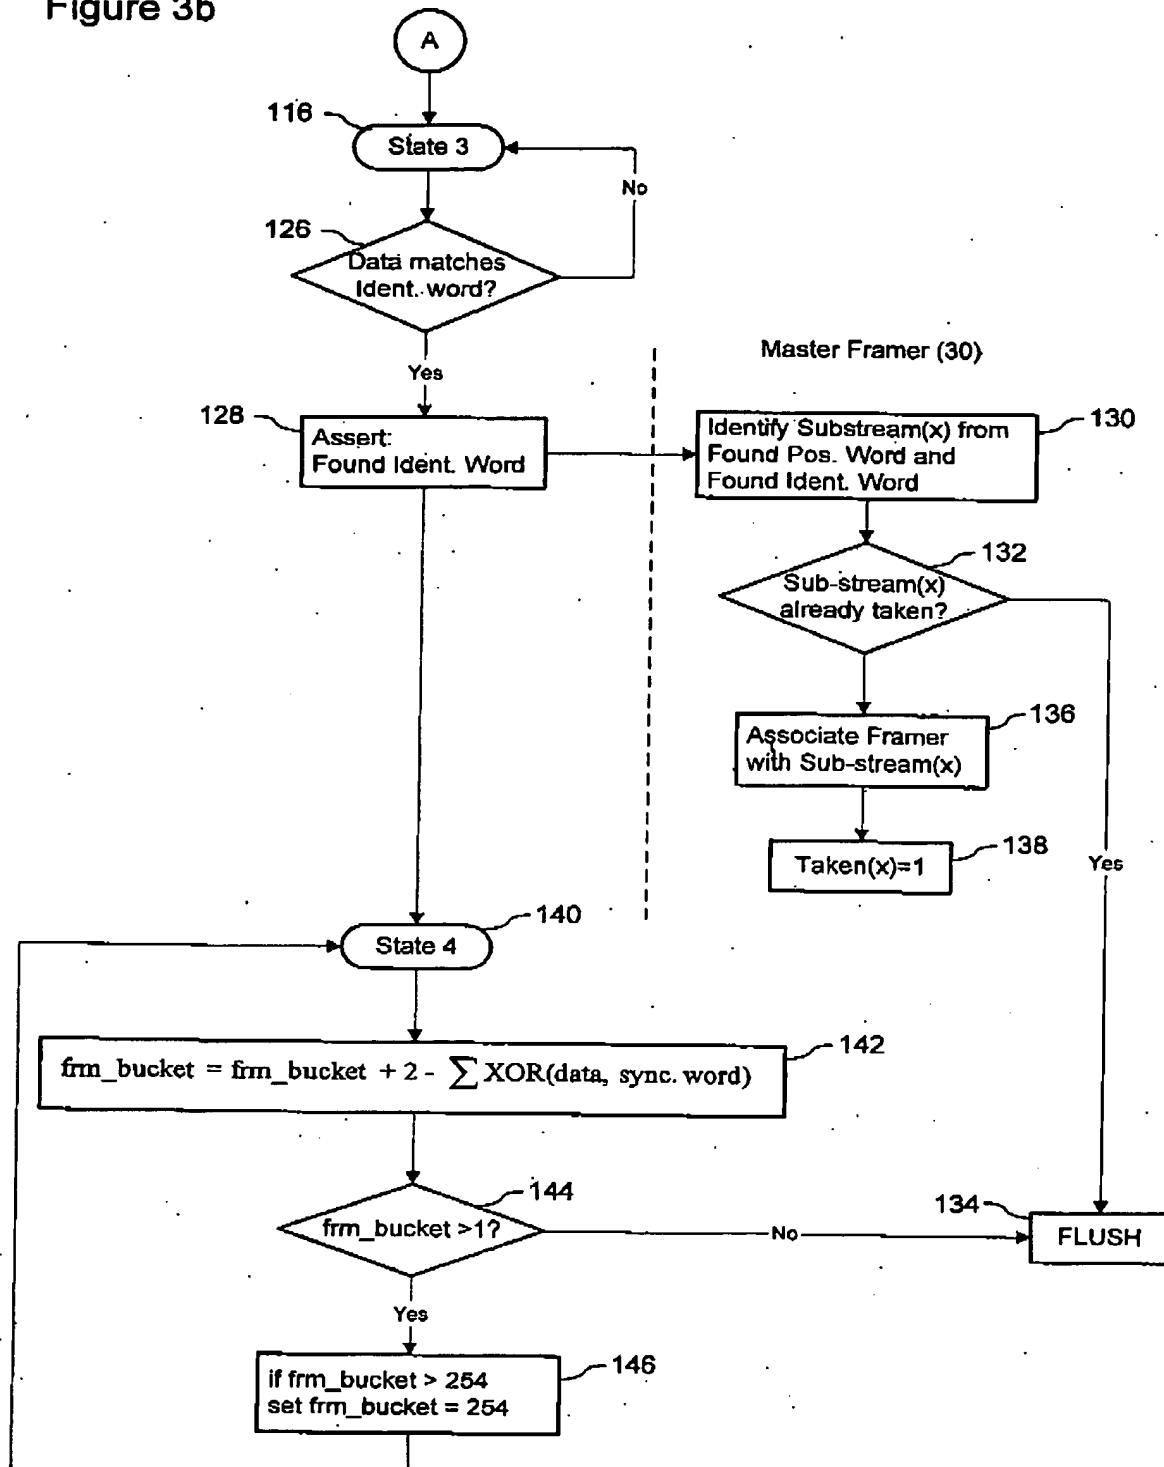 Figure 3b
A
116
State 3
No
126
Data matches
Ident. word?
Yes
Master Framer (30)
128
Assert:
Found Ident. Word
130
Identify Substream(x) from
Found Pos. Word and
Found Ident. Word
132
Sub-stream(x)
already taken?
136
Associate Framer
with Sub-stream(x)
138
Taken(x)=1
Yes
140
State 4
142
frm_bucket = frm_bucket + 2 - ∑ XOR(data, sync. word)
144
frm_bucket >1?
No
134
FLUSH
Yes
146
if frm_bucket > 254
set frm_bucket = 254